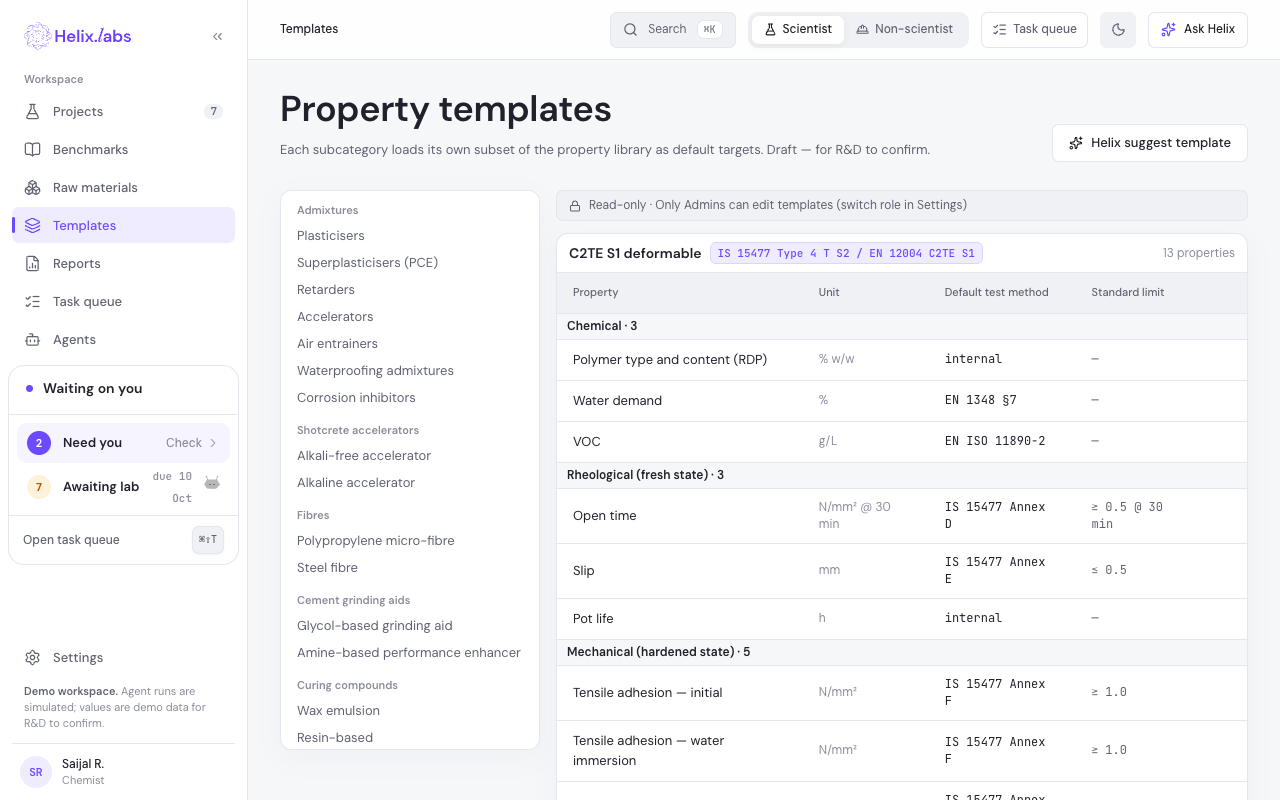 Helix.labs
Workspace
Projects 7
Benchmarks
Raw materials
Templates
Reports
Task queue
Agents
Waiting on you
2 Need you Check
7 Awaiting lab due 10 Oct
Open task queue ⌘⇧T
Settings
Demo workspace. Agent runs are
simulated; values are demo data for
R&D to confirm.
SR Saijal R.
Chemist
Templates
Search ⌘K
Scientist
Non-scientist
Task queue
Ask Helix
Property templates
Each subcategory loads its own subset of the property library as default targets. Draft — for R&D to confirm.
Helix suggest template
Admixtures
Plasticisers
Superplasticisers (PCE)
Retarders
Accelerators
Air entrainers
Waterproofing admixtures
Corrosion inhibitors
Shotcrete accelerators
Alkali-free accelerator
Alkaline accelerator
Fibres
Polypropylene micro-fibre
Steel fibre
Cement grinding aids
Glycol-based grinding aid
Amine-based performance enhancer
Curing compounds
Wax emulsion
Resin-based
Read-only · Only Admins can edit templates (switch role in Settings)
C2TE S1 deformable IS 15477 Type 4 T S2 / EN 12004 C2TE S1 13 properties
Property Unit Default test method Standard limit
Chemical · 3
Polymer type and content (RDP) % w/w internal —
Water demand % EN 1348 §7 —
VOC g/L EN ISO 11890-2 —
Rheological (fresh state) · 3
Open time N/mm² @ 30 min IS 15477 Annex D ≥ 0.5 @ 30 min
Slip mm IS 15477 Annex E ≤ 0.5
Pot life h internal —
Mechanical (hardened state) · 5
Tensile adhesion — initial N/mm² IS 15477 Annex F ≥ 1.0
Tensile adhesion — water immersion N/mm² IS 15477 Annex F ≥ 1.0
IS 15477 Annex